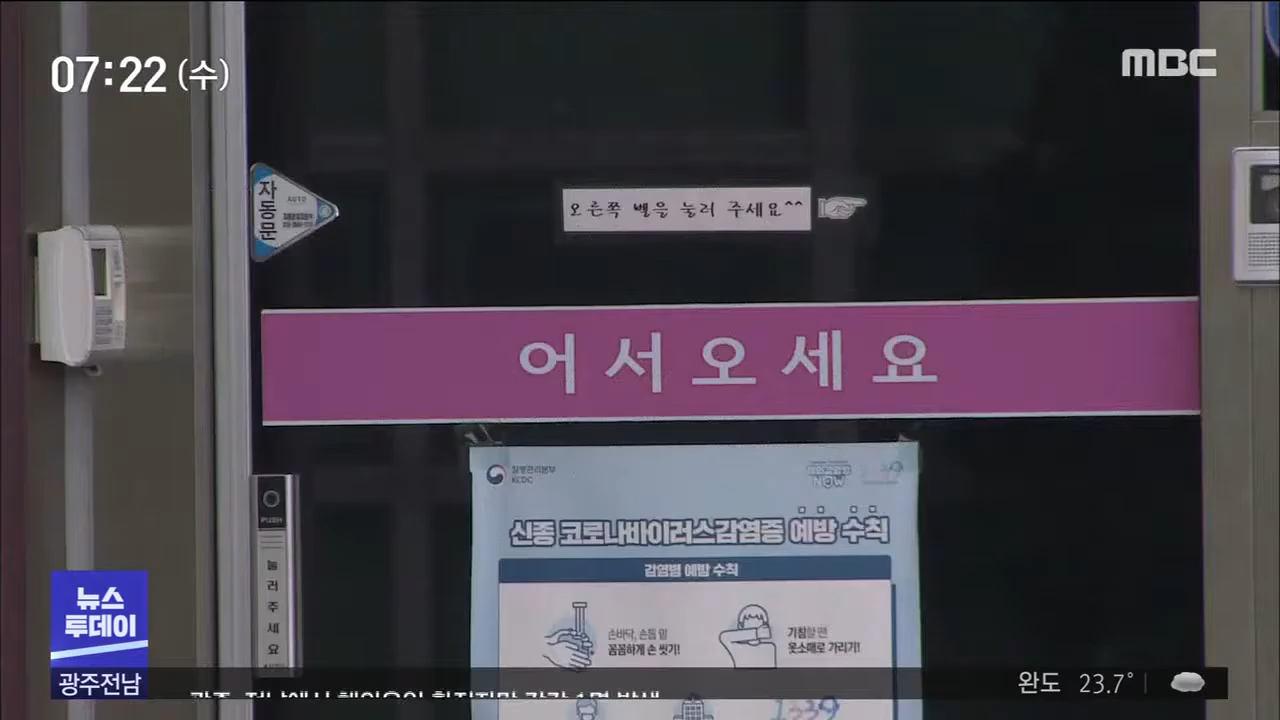 07:22 (수)
MBC
자동문
AUTO
오른쪽 벨을 눌러 주세요^^
어서오세요
질병관리본부
KCDC
NOW
신종 코로나바이러스감염증 예방 수칙
감염병 예방 수칙
손바닥, 손톱 밑
꼼꼼하게 손 씻기!
기침할 땐
옷소매로 가리기!
1339
PUSH
눌러주세요
뉴스
투데이
광주전남
완도 23.7°